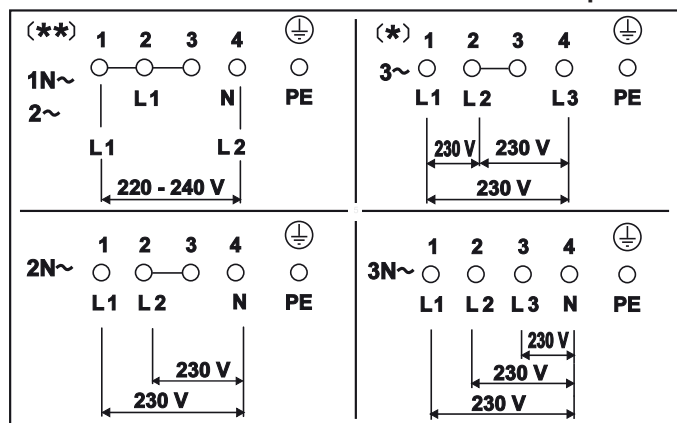 (**) 1 2 3 4
1N~
2~
L1 N PE
L1 L2
220 - 240 V
(*) 1 2 3 4
3~
L1 L2 L3 PE
230 V 230 V
230 V
1 2 3 4
2N~
L1 L2 N PE
230 V
230 V
1 2 3 4
3N~
L1 L2 L3 N PE
230 V
230 V
230 V